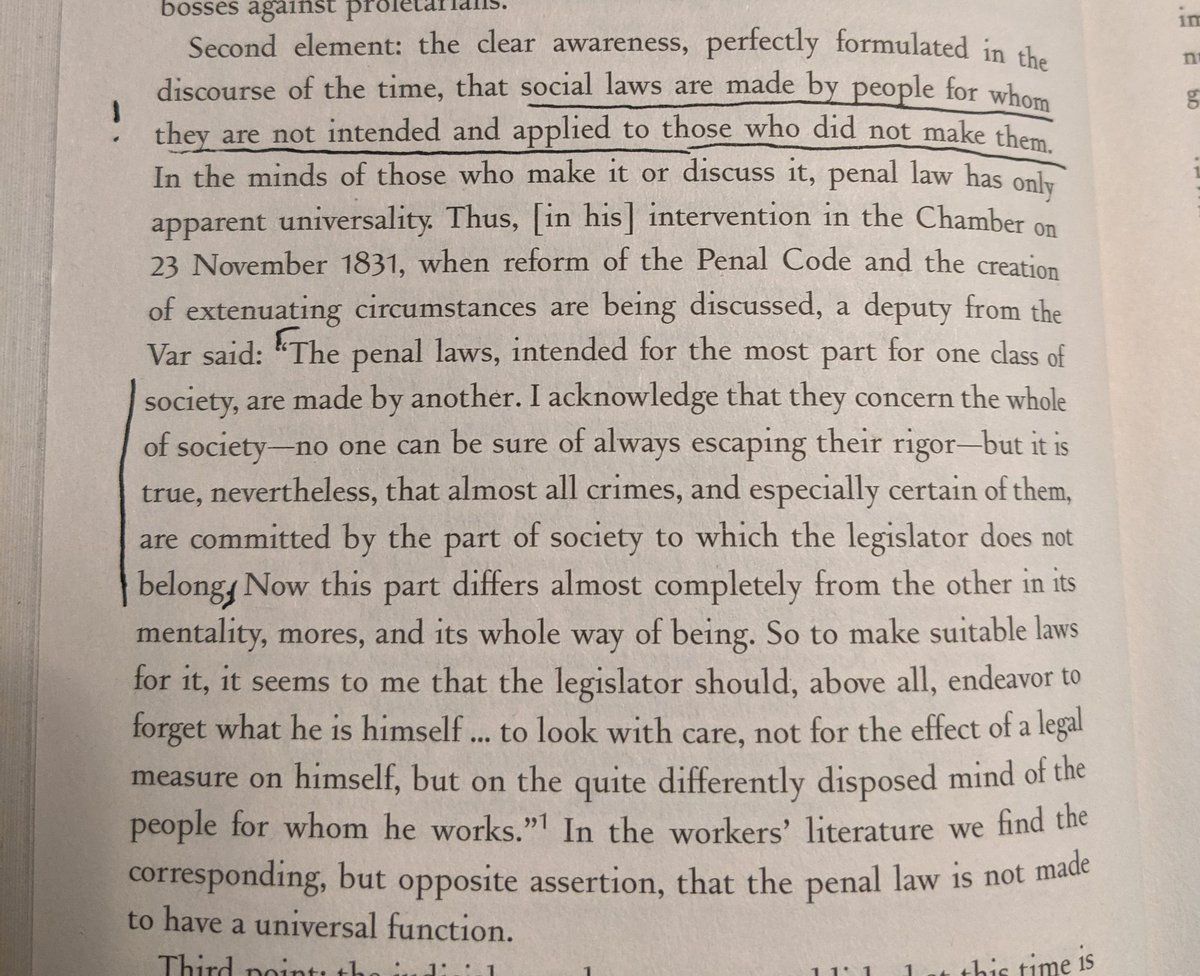 bosses against proletarians.
Second element: the clear awareness, perfectly formulated in the
discourse of the time, that social laws are made by people for whom
they are not intended and applied to those who did not make them.
In the minds of those who make it or discuss it, penal law has only
apparent universality. Thus, [in his] intervention in the Chamber on
23 November 1831, when reform of the Penal Code and the creation
of extenuating circumstances are being discussed, a deputy from the
Var said: “The penal laws, intended for the most part for one class of
society, are made by another. I acknowledge that they concern the whole
of society—no one can be sure of always escaping their rigor—but it is
true, nevertheless, that almost all crimes, and especially certain of them,
are committed by the part of society to which the legislator does not
belong. Now this part differs almost completely from the other in its
mentality, mores, and its whole way of being. So to make suitable laws
for it, it seems to me that the legislator should, above all, endeavor to
forget what he is himself ... to look with care, not for the effect of a legal
measure on himself, but on the quite differently disposed mind of the
people for whom he works.”1 In the workers’ literature we find the
corresponding, but opposite assertion, that the penal law is not made
to have a universal function.
Third point: the this time is